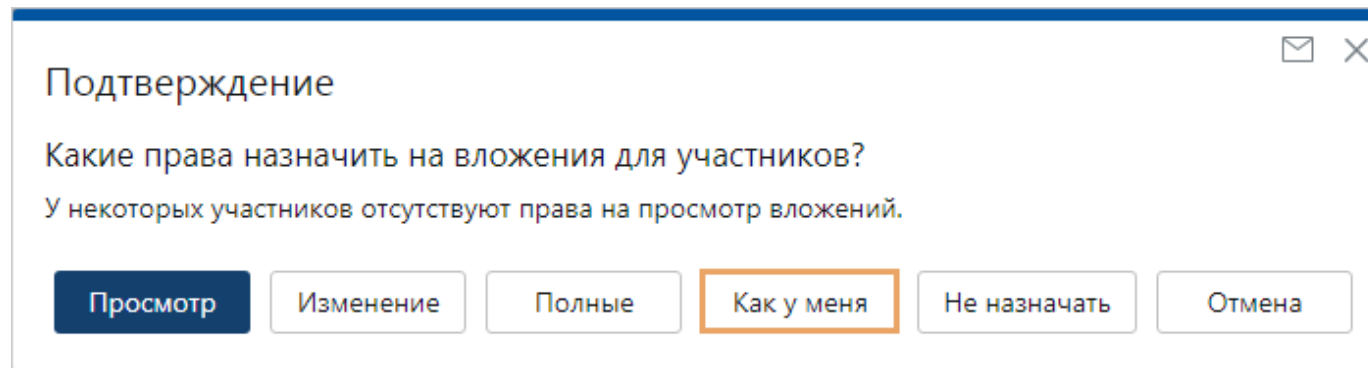 Подтверждение
Какие права назначить на вложения для участников?
У некоторых участников отсутствуют права на просмотр вложений.
Просмотр Изменение Полные Как у меня Не назначать Отмена